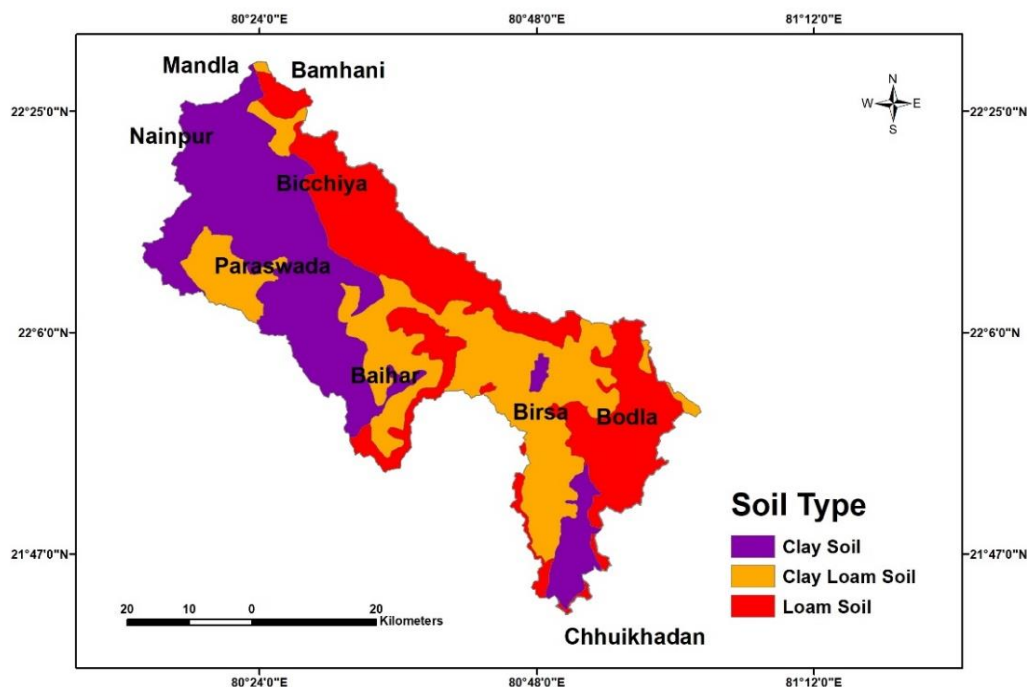 80°24'0"E 80°48'0"E 81°12'0"E
Mandla Bamhani
N
W E
S
22°25'0"N 22°25'0"N
Nainpur
Bicchiya
Paraswada
22°6'0"N 22°6'0"N
Baihar
Birsa Bodla
Soil Type
21°47'0"N 21°47'0"N
Clay Soil
Clay Loam Soil
Loam Soil
20 10 0 20
Kilometers
Chhuikhadan
80°24'0"E 80°48'0"E 81°12'0"E